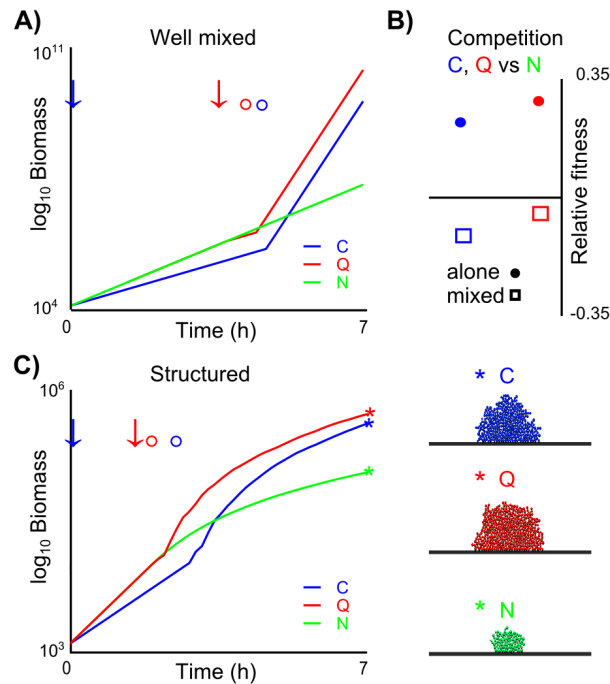 A)
Well mixed
10^11
log10 Biomass
C
Q
N
10^4
0
Time (h)
7
B)
Competition
C, Q vs N
0.35
Relative fitness
alone
mixed
-0.35
C)
Structured
10^6
log10 Biomass
C
Q
N
10^3
0
Time (h)
7
* C
* Q
* N